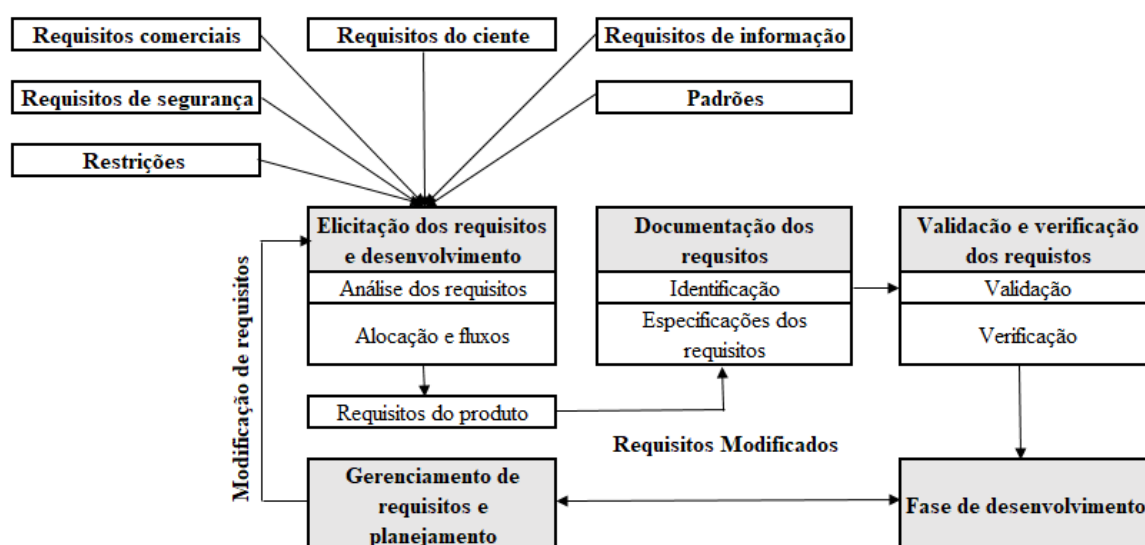 Requisitos comerciais
Requisitos do ciente
Requisitos de informação
Requisitos de segurança
Padrões
Restrições
Elicitação dos requisitos
e desenvolvimento
Análise dos requisitos
Alocação e fluxos
Documentação dos
requsitos
Identificação
Especificações dos
requisitos
Validacão e verificação
dos requistos
Validação
Verificação
Requisitos do produto
Modificação de requisitos
Requisitos Modificados
Gerenciamento de
requisitos e
planejamento
Fase de desenvolvimento